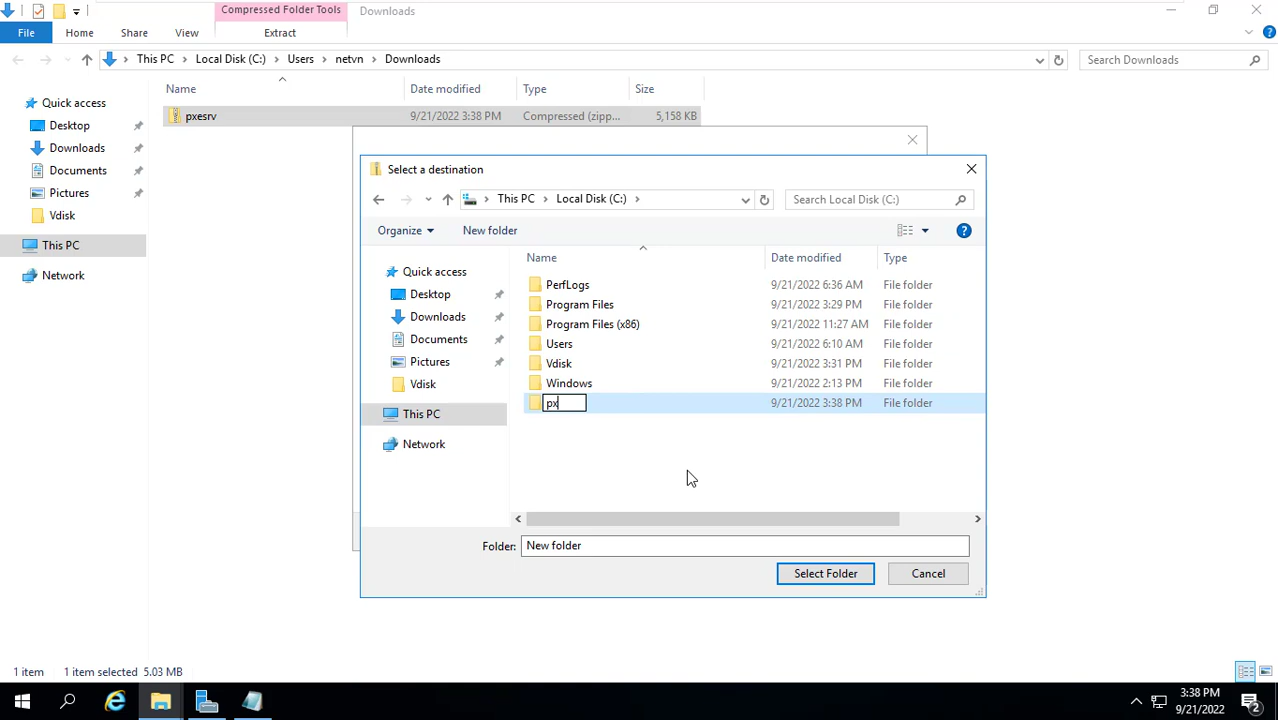 Compressed Folder Tools
Downloads
File
Home
Share
View
Extract
This PC
Local Disk (C:)
Users
netvn
Downloads
Search Downloads
Quick access
Desktop
Downloads
Documents
Pictures
Vdisk
This PC
Network
Name
Date modified
Type
Size
pxesrv
9/21/2022 3:38 PM
Compressed (zipp...
5,158 KB
Select a destination
This PC
Local Disk (C:)
Search Local Disk (C:)
Organize
New folder
Quick access
Desktop
Downloads
Documents
Pictures
Vdisk
This PC
Network
Name
Date modified
Type
PerfLogs
9/21/2022 6:36 AM
File folder
Program Files
9/21/2022 3:29 PM
File folder
Program Files (x86)
9/21/2022 11:27 AM
File folder
Users
9/21/2022 6:10 AM
File folder
Vdisk
9/21/2022 3:31 PM
File folder
Windows
9/21/2022 2:13 PM
File folder
px
9/21/2022 3:38 PM
File folder
Folder:
New folder
Select Folder
Cancel
1 item
1 item selected 5.03 MB
3:38 PM
9/21/2022
2